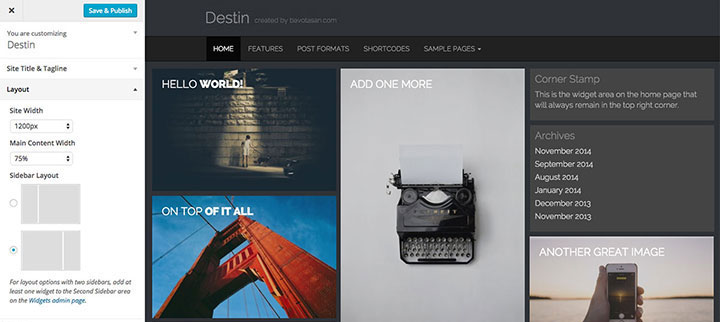 Save & Publish
You are customizing
Destin
Site Title & Tagline
Layout
Site Width
1200px
Main Content Width
75%
Sidebar Layout
For layout options with two sidebars, add at
least one widget to the Second Sidebar area
on the Widgets admin page.
Destin created by bavotasan.com
HOME FEATURES POST FORMATS SHORTCODES SAMPLE PAGES
HELLO WORLD!
ADD ONE MORE
ON TOP OF IT ALL
Corner Stamp
This is the widget area on the home page that
will always remain in the top right corner.
Archives
November 2014
September 2014
August 2014
January 2014
December 2013
November 2013
ANOTHER GREAT IMAGE